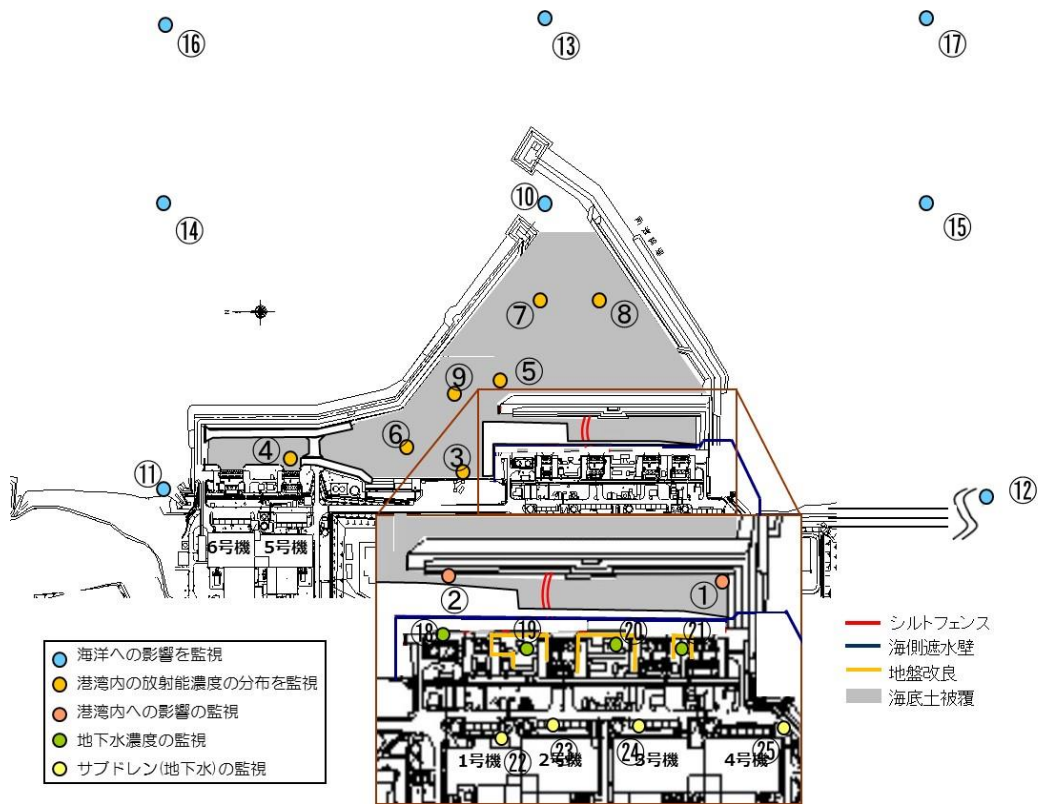 ⑯
⑬
⑰
⑭
⑩
⑮
⑦
⑧
⑤
⑨
⑥
④
③
⑪
⑫
6号機
5号機
②
①
⑱
⑲
⑳
㉑
1号機
㉒
2号機
㉓
㉔
3号機
4号機
㉕
海洋への影響を監視
港湾内の放射能濃度の分布を監視
港湾内への影響の監視
地下水濃度の監視
サブドレン(地下水)の監視
シルトフェンス
海側遮水壁
地盤改良
海底土被覆